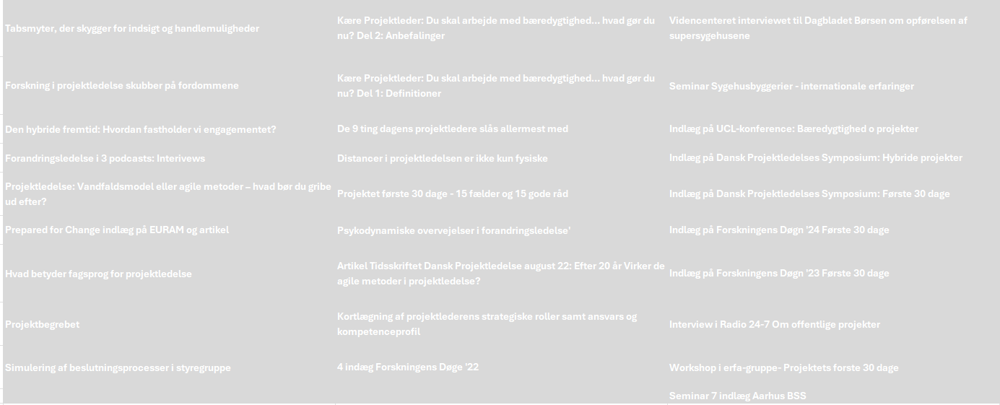 Tabsmyter, der skygger for indsigt og handlemuligheder
Kære Projektleder: Du skal arbejde med bæredygtighed... hvad gør du
nu? Del 2: Anbefalinger
Videncenteret interviewet til Dagbladet Børsen om opførelsen af
supersygehusene
Forskning i projektledelse skubber på fordommene
Kære Projektleder: Du skal arbejde med bæredygtighed... hvad gør du
nu? Del 1: Definitioner
Seminar Sygehusbyggerier - internationale erfaringer
Den hybride fremtid: Hvordan fastholder vi engagementet?
De 9 ting dagens projektledere slås allermest med
Indlæg på UCL-konference: Bæredygtighed o projekter
Forandringsledelse i 3 podcasts: Interivews
Distancer i projektledelsen er ikke kun fysiske
Indlæg på Dansk Projektledelses Symposium: Hybride projekter
Projektledelse: Vandfaldsmodel eller agile metoder – hvad bør du gribe
ud efter?
Projektet første 30 dage - 15 fælder og 15 gode råd
Indlæg på Dansk Projektledelses Symposium: Første 30 dage
Prepared for Change indlæg på EURAM og artikel
Psykodynamiske overvejelser i forandringsledelse'
Indlæg på Forskningens Døgn '24 Første 30 dage
Hvad betyder fagsprog for projektledelse
Artikel Tidsskriftet Dansk Projektledelse august 22: Efter 20 år Virker de
agile metoder i projektledelse?
Indlæg på Forskningens Døgn '23 Første 30 dage
Projektbegrebet
Kortlægning af projektlederens strategiske roller samt ansvars og
kompetenceprofil
Interview i Radio 24-7 Om offentlige projekter
Simulering af beslutningsprocesser i styregruppe
4 indæg Forskningens Døge '22
Workshop i erfa-gruppe- Projektets forste 30 dage
Seminar 7 indlæg Aarhus BSS